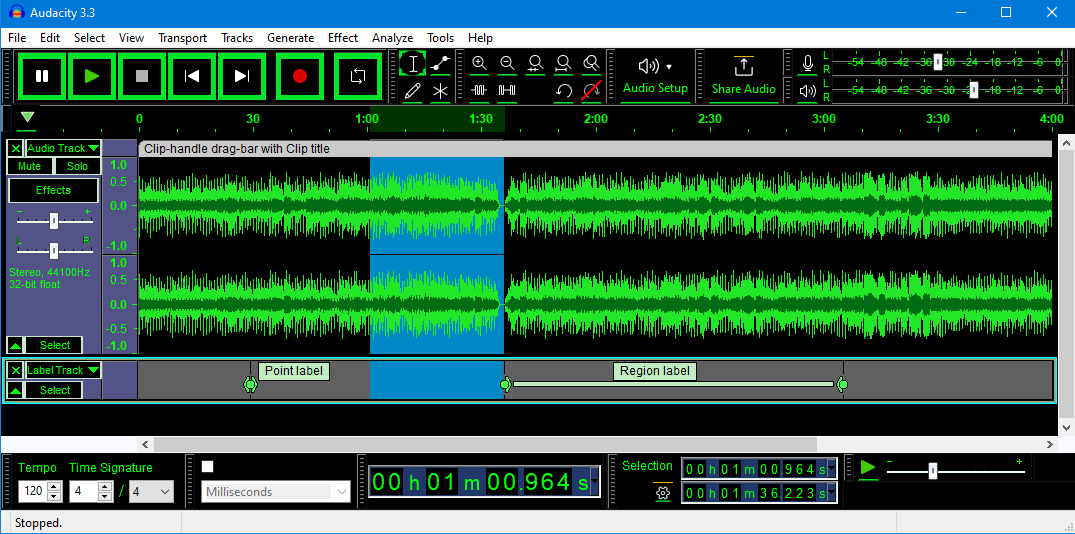 Audacity 3.3
File Edit Select View Transport Tracks Generate Effect Analyze Tools Help
Audio Setup
Share Audio
L
R
-54 -48 -42 -36 -30 -24 -18 -12 -6 0
L
R
-54 -48 -42 -36 -30 -24 -18 -12 -6 0
0 30 1:00 1:30 2:00 2:30 3:00 3:30 4:00
Audio Track
Clip-handle drag-bar with Clip title
Mute Solo
Effects
- +
L R
Stereo, 44100Hz
32-bit float
Select
1.0
0.5
0.0
-1.0
1.0
0.5
0.0
-0.5
-1.0
Label Track
Select
Point label
Region label
Tempo
120
Time Signature
4 / 4
Milliseconds
00 h 01 m 00.964 s
Selection
00 h 01 m 00.964 s
00 h 01 m 36.223 s
- +
Stopped.